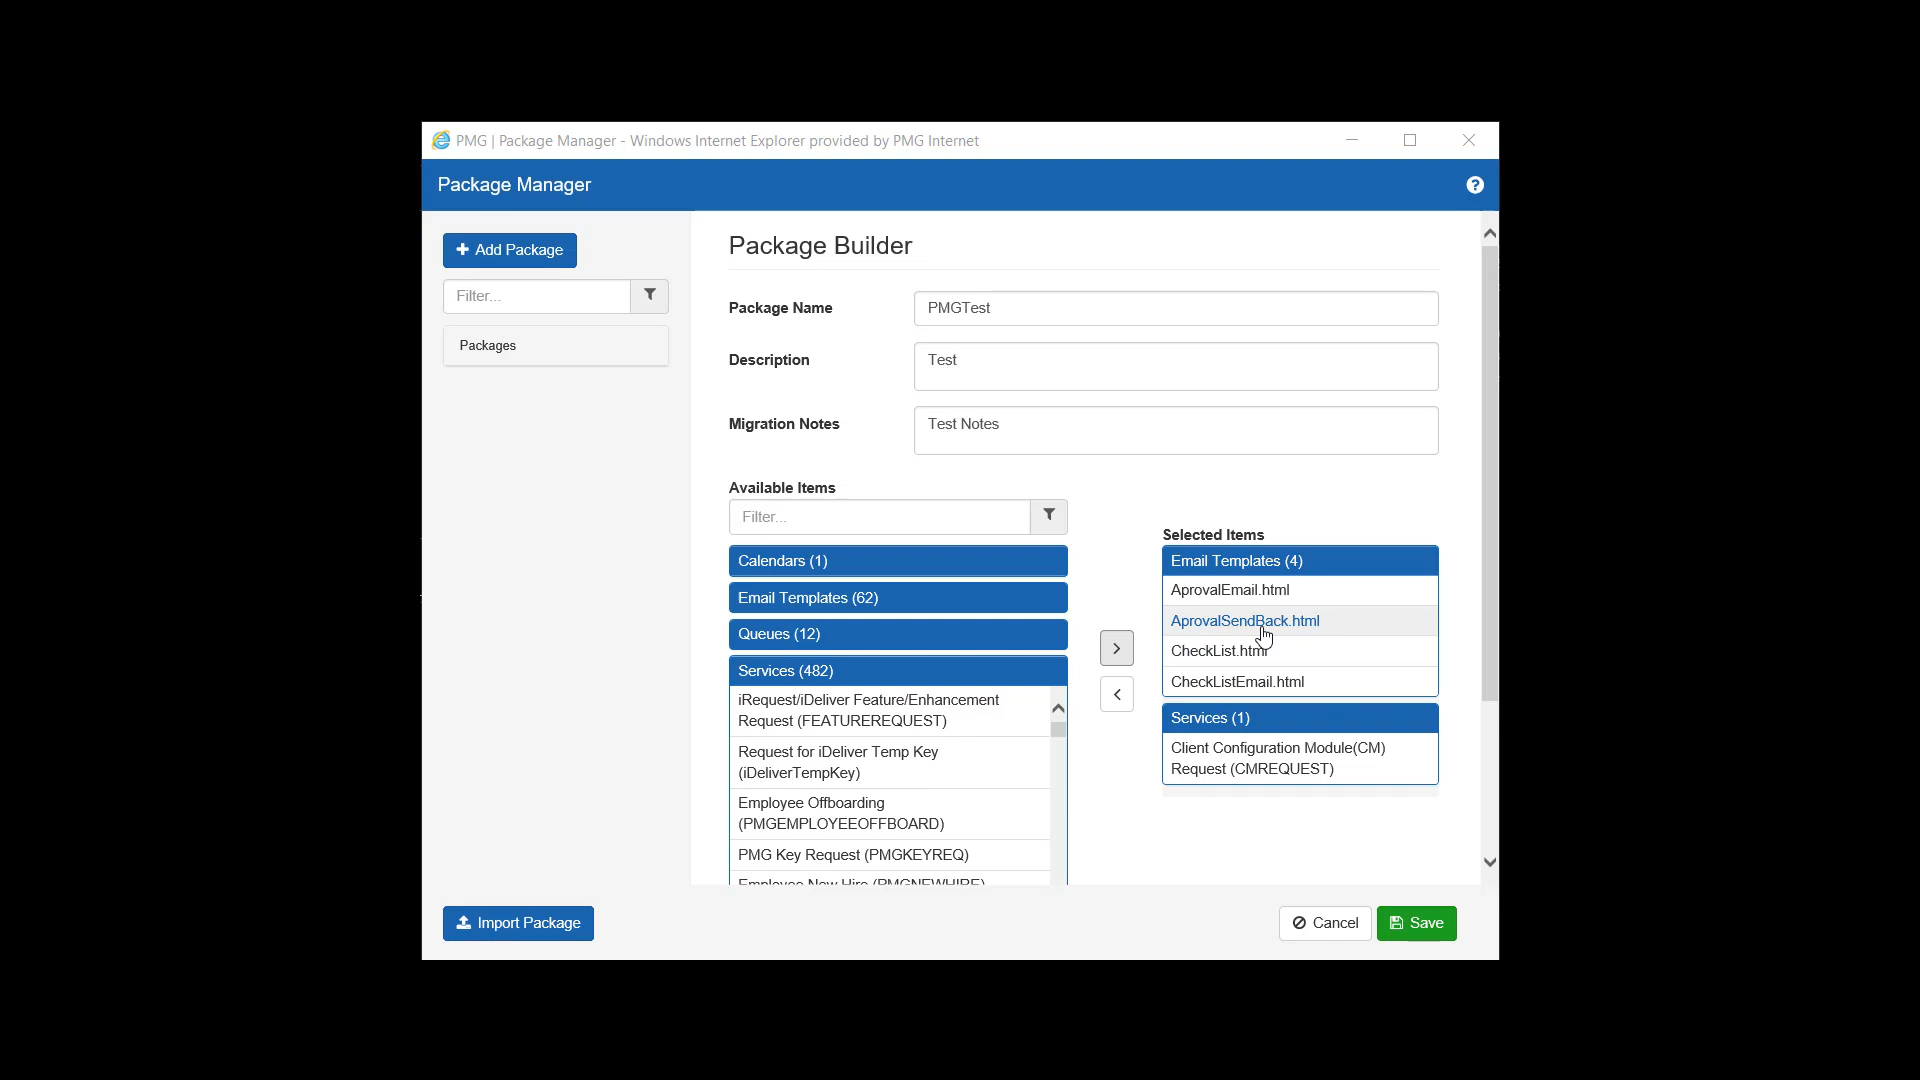 PMG | Package Manager - Windows Internet Explorer provided by PMG Internet
Package Manager
Add Package
Filter...
Packages
Package Builder
Package Name
PMGTest
Description
Test
Migration Notes
Test Notes
Available Items
Filter...
Calendars (1)
Email Templates (62)
Queues (12)
Services (482)
iRequest/iDeliver Feature/Enhancement
Request (FEATUREREQUEST)
Request for iDeliver Temp Key
(iDeliverTempKey)
Employee Offboarding
(PMGEMPLOYEEOFFBOARD)
PMG Key Request (PMGKEYREQ)
Employee New Hire (PMGNEWHIRE)
Selected Items
Email Templates (4)
AprovalEmail.html
AprovalSendBack.html
CheckList.html
CheckListEmail.html
Services (1)
Client Configuration Module(CM)
Request (CMREQUEST)
Import Package
Cancel
Save